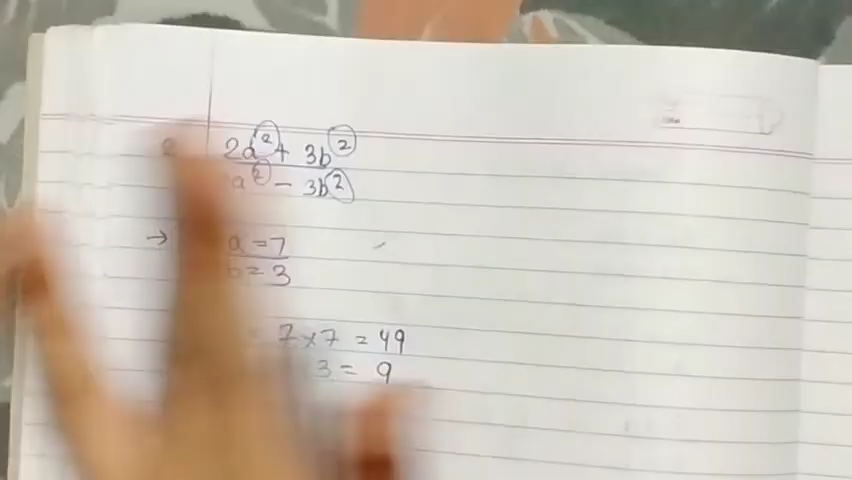 2a² + 3b²
a² - 3b²
→ a = 7
b = 3
= 7 × 7 = 49
3 = 9